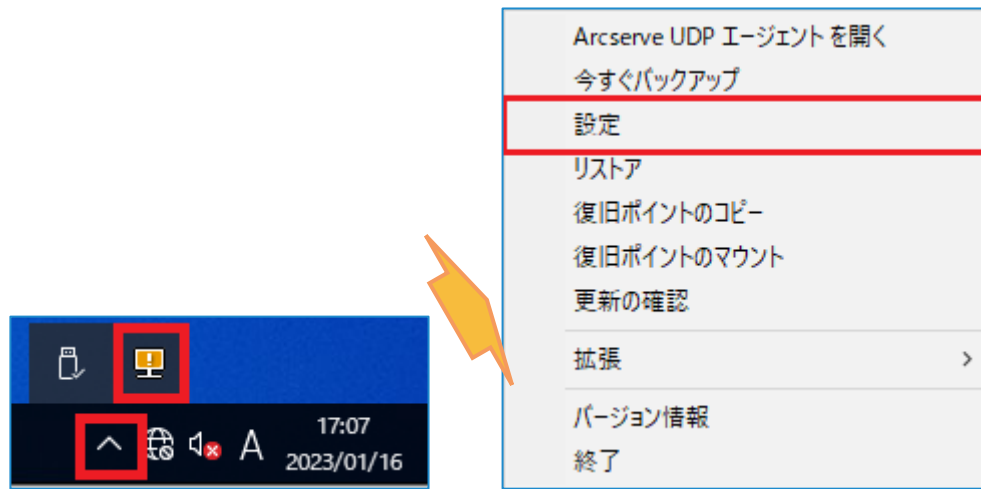 Arcserve UDP エージェント を開く
今すぐバックアップ
設定
リストア
復旧ポイントのコピー
復旧ポイントのマウント
更新の確認
拡張
バージョン情報
終了
A
17:07
2023/01/16